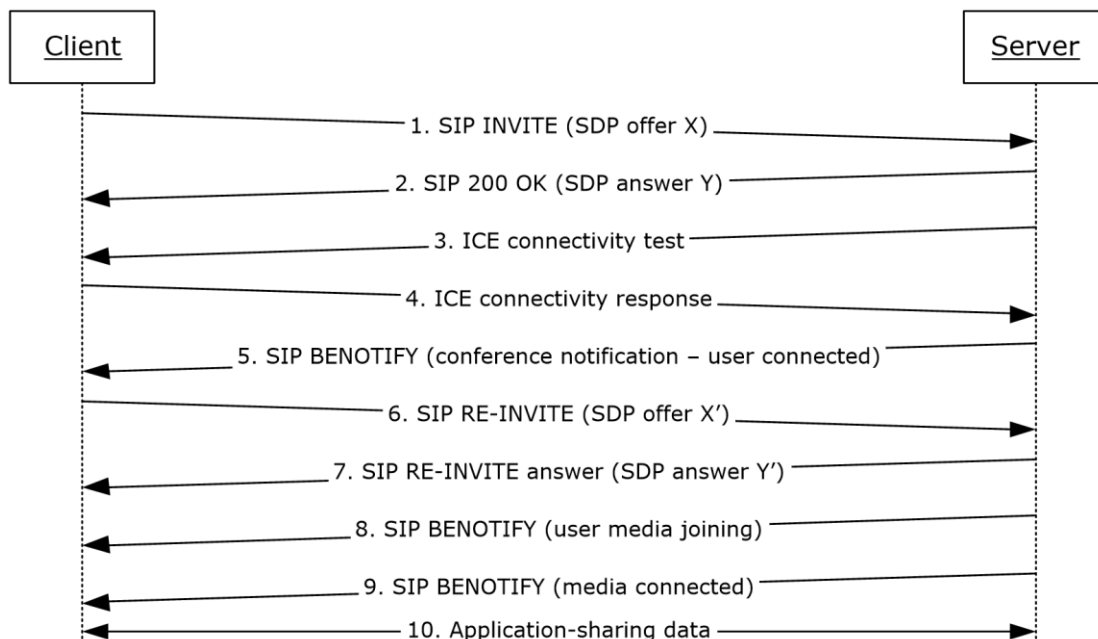 Client
Server
1. SIP INVITE (SDP offer X)
2. SIP 200 OK (SDP answer Y)
3. ICE connectivity test
4. ICE connectivity response
5. SIP BENOTIFY (conference notification – user connected)
6. SIP RE-INVITE (SDP offer X’)
7. SIP RE-INVITE answer (SDP answer Y’)
8. SIP BENOTIFY (user media joining)
9. SIP BENOTIFY (media connected)
10. Application-sharing data